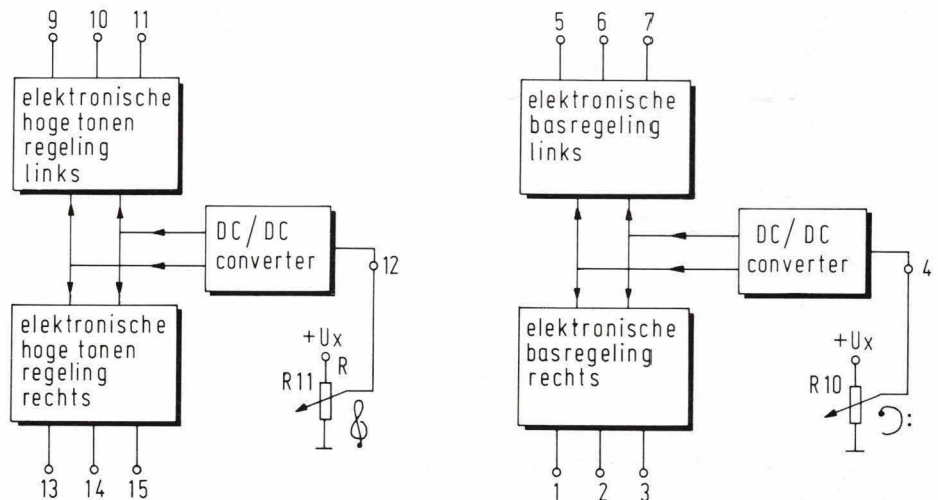 9 10 11
elektronische
hoge tonen
regeling
links
DC/DC
converter
12
elektronische
hoge tonen
regeling
rechts
+Ux
R
R11
13 14 15
5 6 7
elektronische
basregeling
links
DC/DC
converter
4
elektronische
basregeling
rechts
+Ux
R10
1 2 3